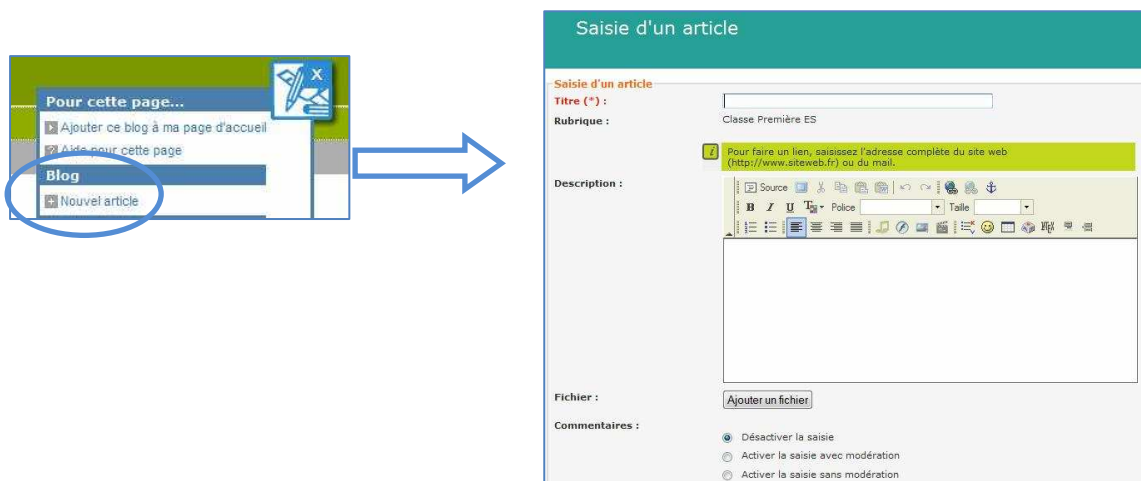 X
Pour cette page...
Ajouter ce blog à ma page d'accueil
Aide pour cette page
Blog
Nouvel article
Saisie d'un article
Saisie d'un article
Titre (*) :
Rubrique :
Classe Première ES
i
Pour faire un lien, saisissez l'adresse complète du site web
(http://www.siteweb.fr) ou du mail.
Description :
Source
B I U T Police Taille
Fichier :
Ajouter un fichier
Commentaires :
Désactiver la saisie
Activer la saisie avec modération
Activer la saisie sans modération